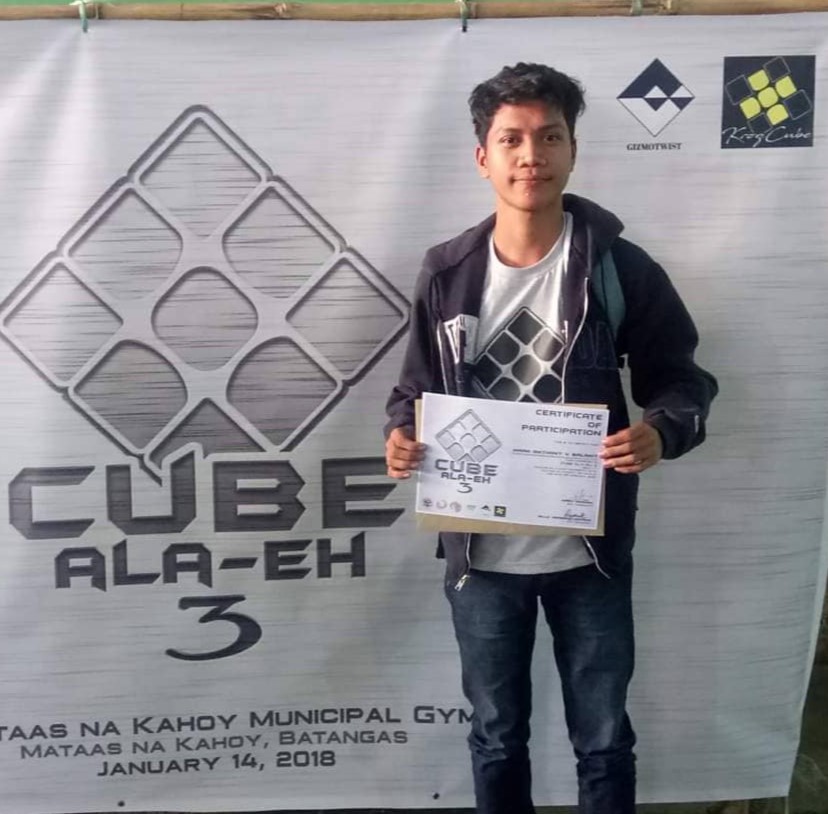 GIZMOTWIST
KrogCube
CUBE
ALA-EH
3
TAAS NA KAHOY MUNICIPAL GYM
MATAAS NA KAHOY, BATANGAS
JANUARY 14, 2018
CERTIFICATE
OF
PARTICIPATION
CUBE
ALA-EH
3